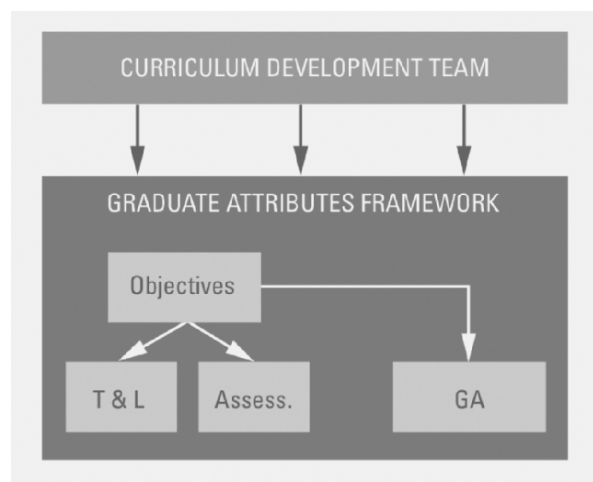 CURRICULUM DEVELOPMENT TEAM
GRADUATE ATTRIBUTES FRAMEWORK
Objectives
T & L
Assess.
GA